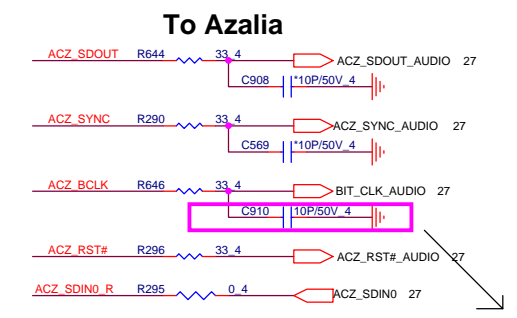 To Azalia
ACZ_SDOUT R644 33_4 ACZ_SDOUT_AUDIO 27
C908 *10P/50V_4
ACZ_SYNC R290 33_4 ACZ_SYNC_AUDIO 27
C569 *10P/50V_4
ACZ_BCLK R646 33_4 BIT_CLK_AUDIO 27
C910 10P/50V_4
ACZ_RST# R296 33_4 ACZ_RST#_AUDIO 27
ACZ_SDIN0_R R295 0_4 ACZ_SDIN0 27